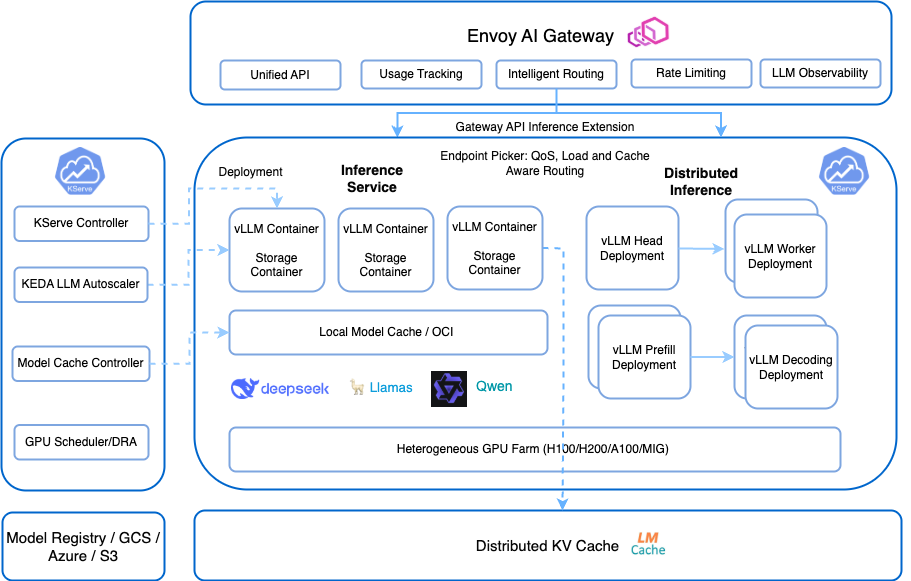 Envoy AI Gateway
Unified API
Usage Tracking
Intelligent Routing
Rate Limiting
LLM Observability
Gateway API Inference Extension
KServe
KServe Controller
KEDA LLM Autoscaler
Model Cache Controller
GPU Scheduler/DRA
Model Registry / GCS /
Azure / S3
Endpoint Picker: QoS, Load and Cache
Aware Routing
Deployment
Inference
Service
Distributed
Inference
KServe
vLLM Container
Storage
Container
vLLM Container
Storage
Container
vLLM Container
Storage
Container
vLLM Head
Deployment
vLLM Worker
Deployment
Local Model Cache / OCI
vLLM Prefill
Deployment
vLLM Decoding
Deployment
deepseek
Llamas
Qwen
Heterogeneous GPU Farm (H100/H200/A100/MIG)
Distributed KV Cache
LM
Cache